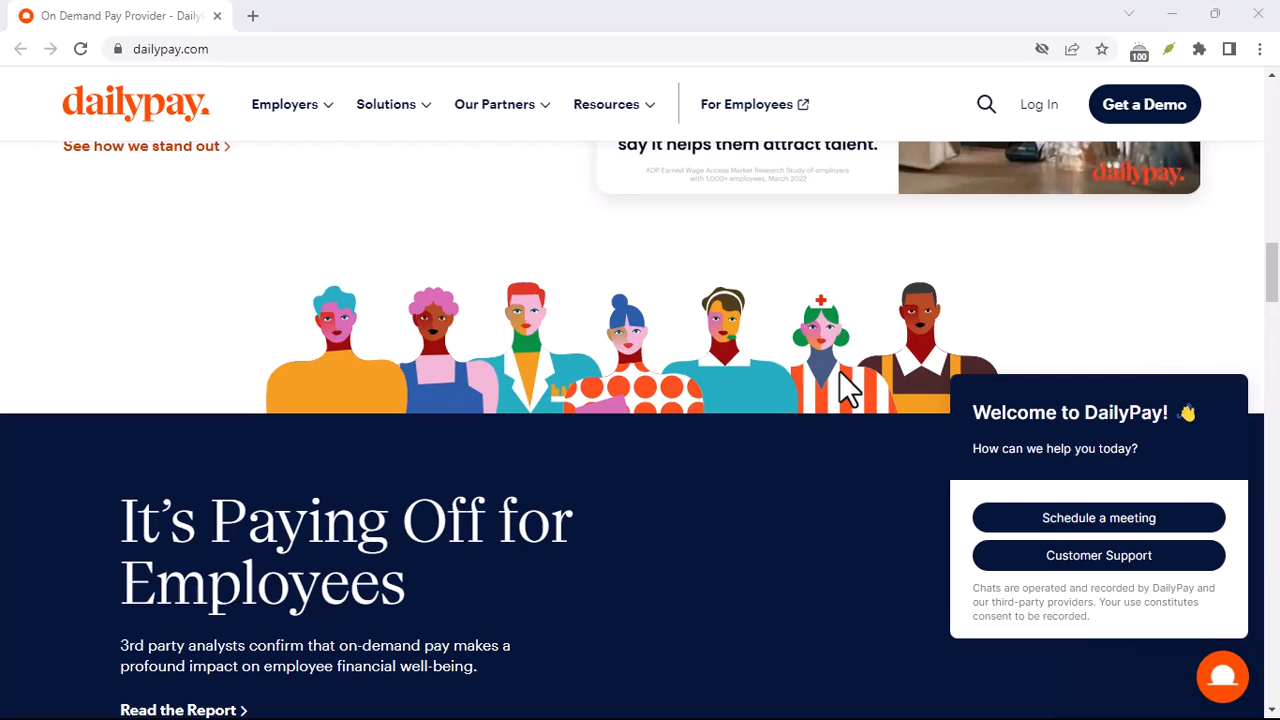 On Demand Pay Provider - Daily
dailypay.com
100
dailypay.
Employers
Solutions
Our Partners
Resources
For Employees
Log In
Get a Demo
See how we stand out >
say it helps them attract talent.
ADP Earned Wage Access Market Research Study of employers
with 1,000+ employees, March 2022
dailypay.
Welcome to DailyPay! 👋
How can we help you today?
Schedule a meeting
Customer Support
Chats are operated and recorded by DailyPay and
our third-party providers. Your use constitutes
consent to be recorded.
It's Paying Off for
Employees
3rd party analysts confirm that on-demand pay makes a
profound impact on employee financial well-being.
Read the Report >